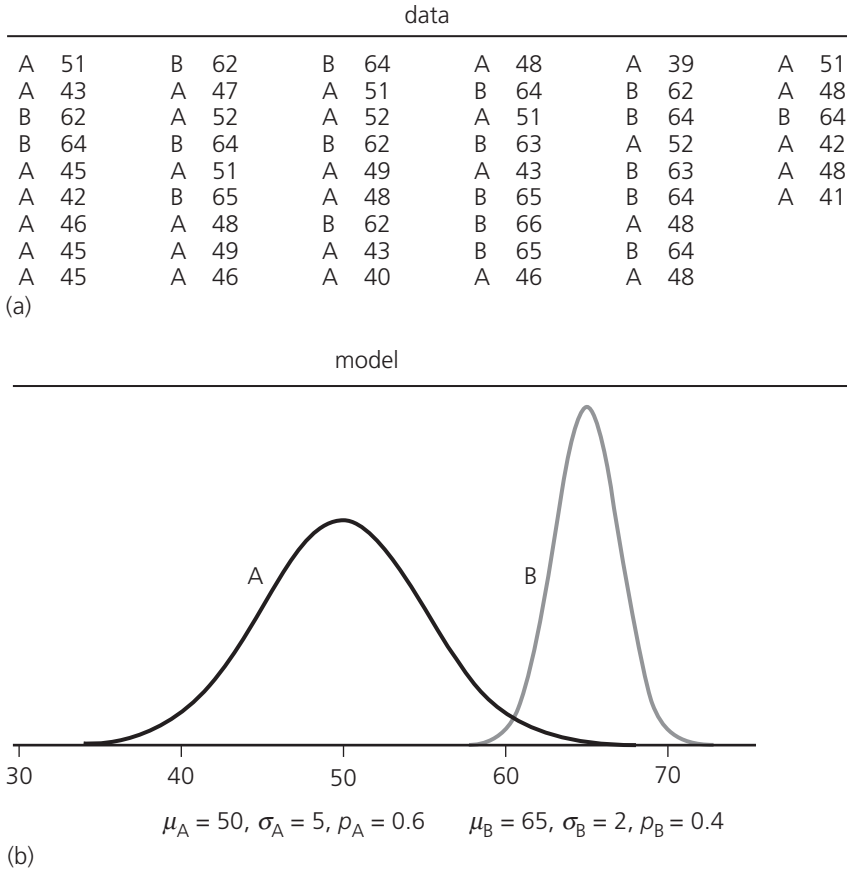 data
A 51 B 62 B 64 A 48 A 39 A 51
A 43 A 47 A 51 B 64 B 62 A 48
B 62 A 52 A 52 A 51 B 64 B 64
B 64 B 64 B 62 B 63 A 52 A 42
A 45 A 51 A 49 A 43 B 63 A 48
A 42 B 65 A 48 B 65 B 64 A 41
A 46 A 48 B 62 B 66 A 48
A 45 A 49 A 43 B 65 B 64
A 45 A 46 A 40 A 46 A 48
(a)
model
A B
30 40 50 60 70
μA = 50, σA = 5, pA = 0.6 μB = 65, σB = 2, pB = 0.4
(b)